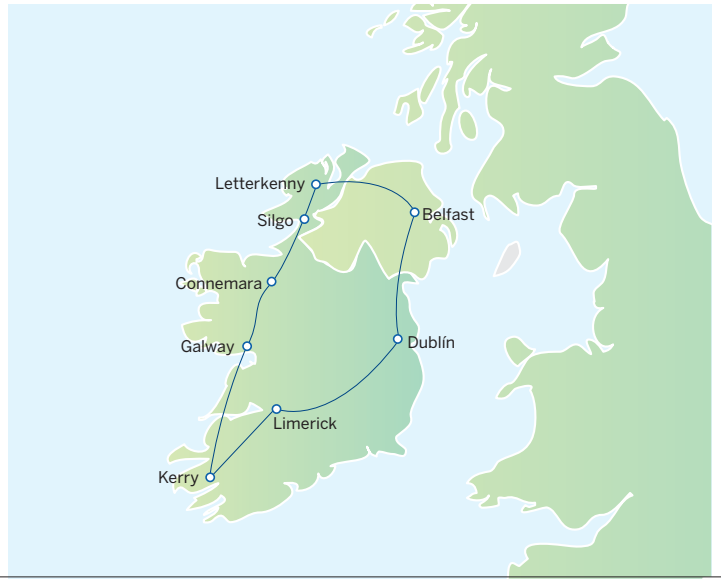 Letterkenny
Belfast
Silgo
Connemara
Galway
Dublín
Limerick
Kerry